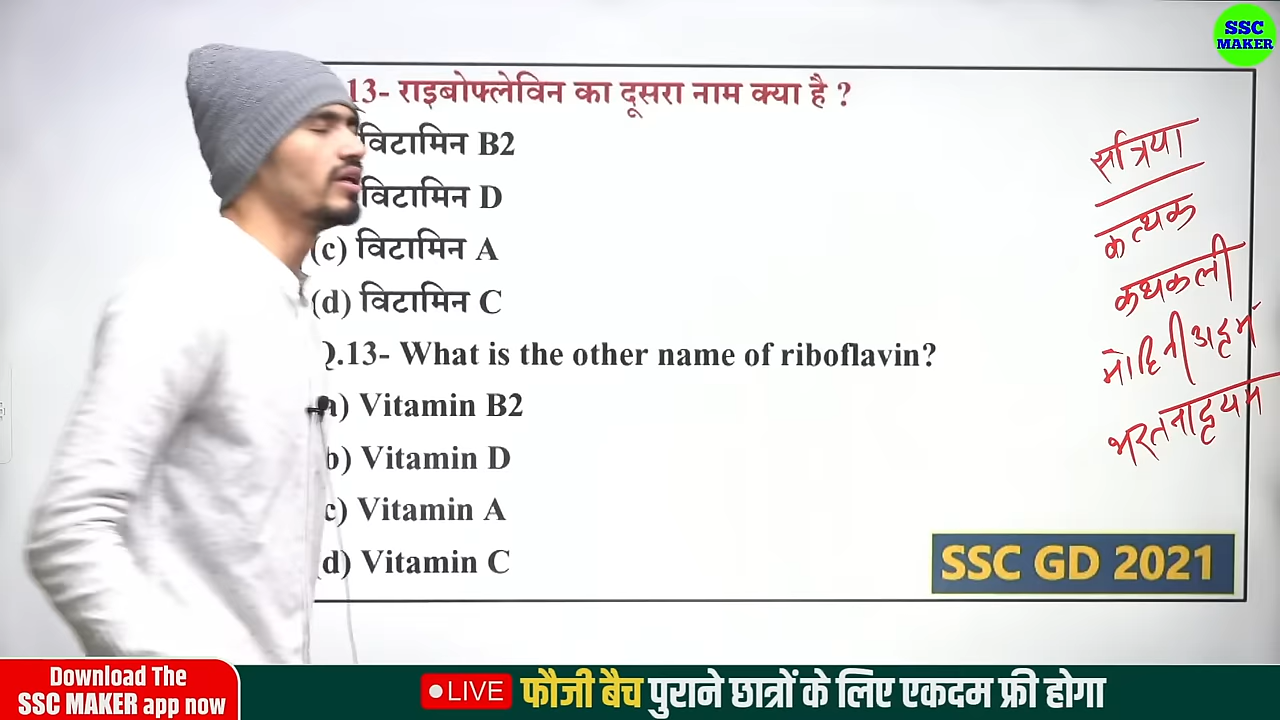 SSC
MAKER
13- राइबोफ्लेविन का दूसरा नाम क्या है ?
विटामिन B2
विटामिन D
(c) विटामिन A
(d) विटामिन C
Q.13- What is the other name of riboflavin?
a) Vitamin B2
b) Vitamin D
c) Vitamin A
d) Vitamin C
सत्रिया
कत्थक
कथकली
मोहिनीअट्टम
भरतनाट्टयम
SSC GD 2021
Download The
SSC MAKER app now
LIVE
फौजी बैच पुराने छात्रों के लिए एकदम फ्री होगा